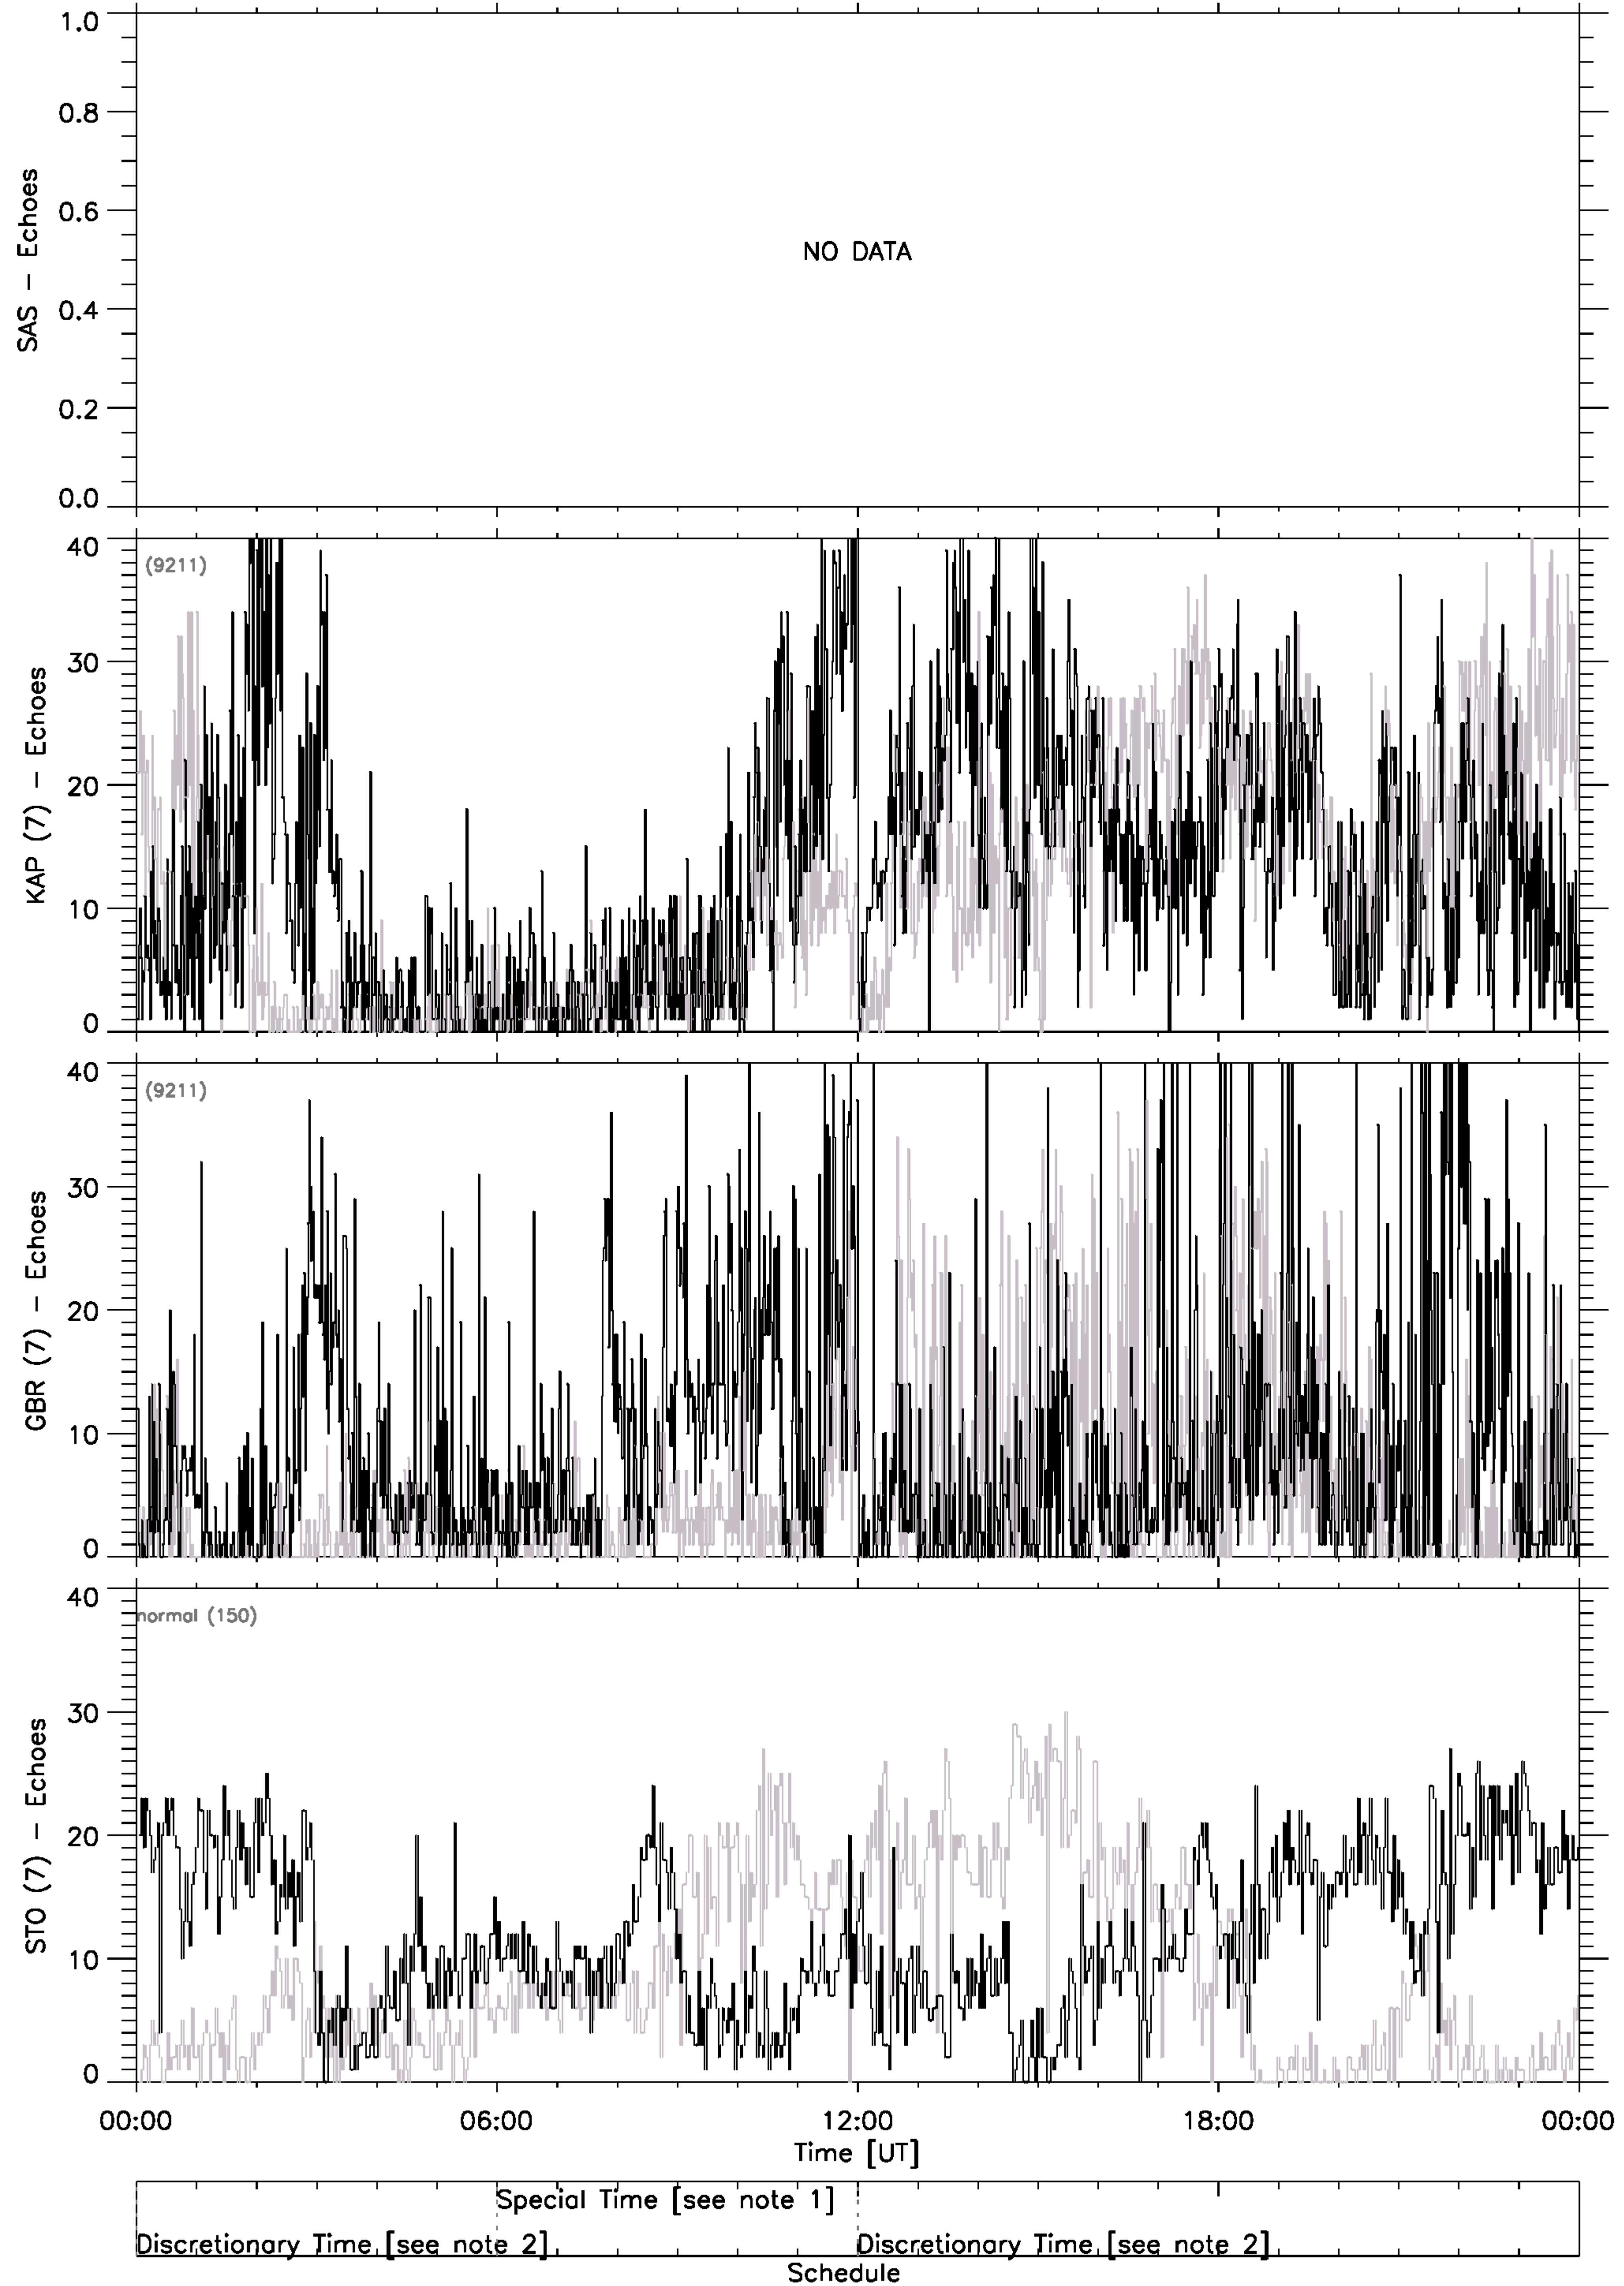 1.0
0.8
0.6
0.4
0.2
0.0
SAS – Echoes
NO DATA
40
30
20
10
0
KAP (7) – Echoes
(9211)
40
30
20
10
0
GBR (7) – Echoes
(9211)
40
30
20
10
0
STO (7) – Echoes
normal (150)
00:00 06:00 12:00 18:00 00:00
Time [UT]
Special Time [see note 1]
Discretionary Time [see note 2] Discretionary Time [see note 2]
Schedule